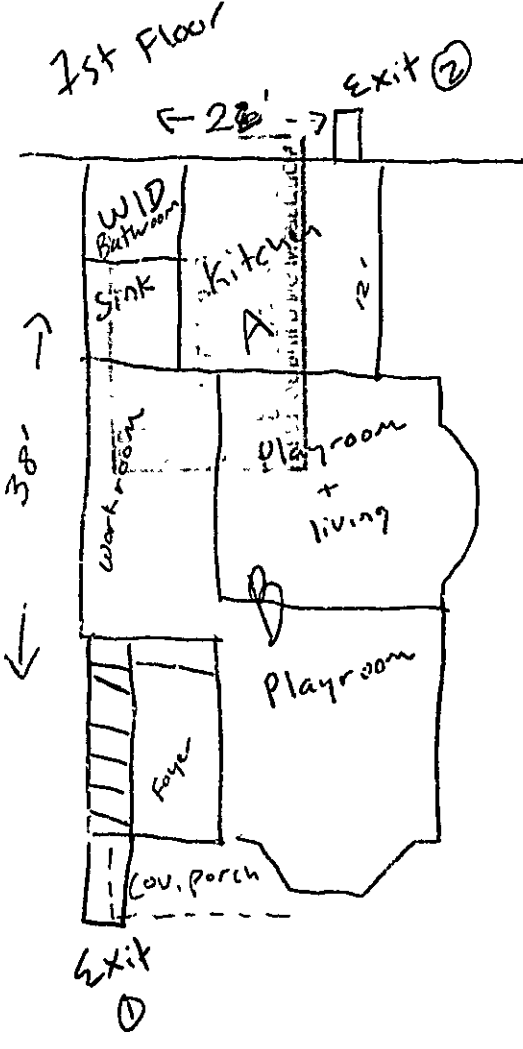 1st Floor
Exit ②
W/D
Bathroom
Kitchen
Sink
A
12'
38'
Workroom
Playroom
+
living
B
Playroom
Foyer
Cov. porch
Exit
①